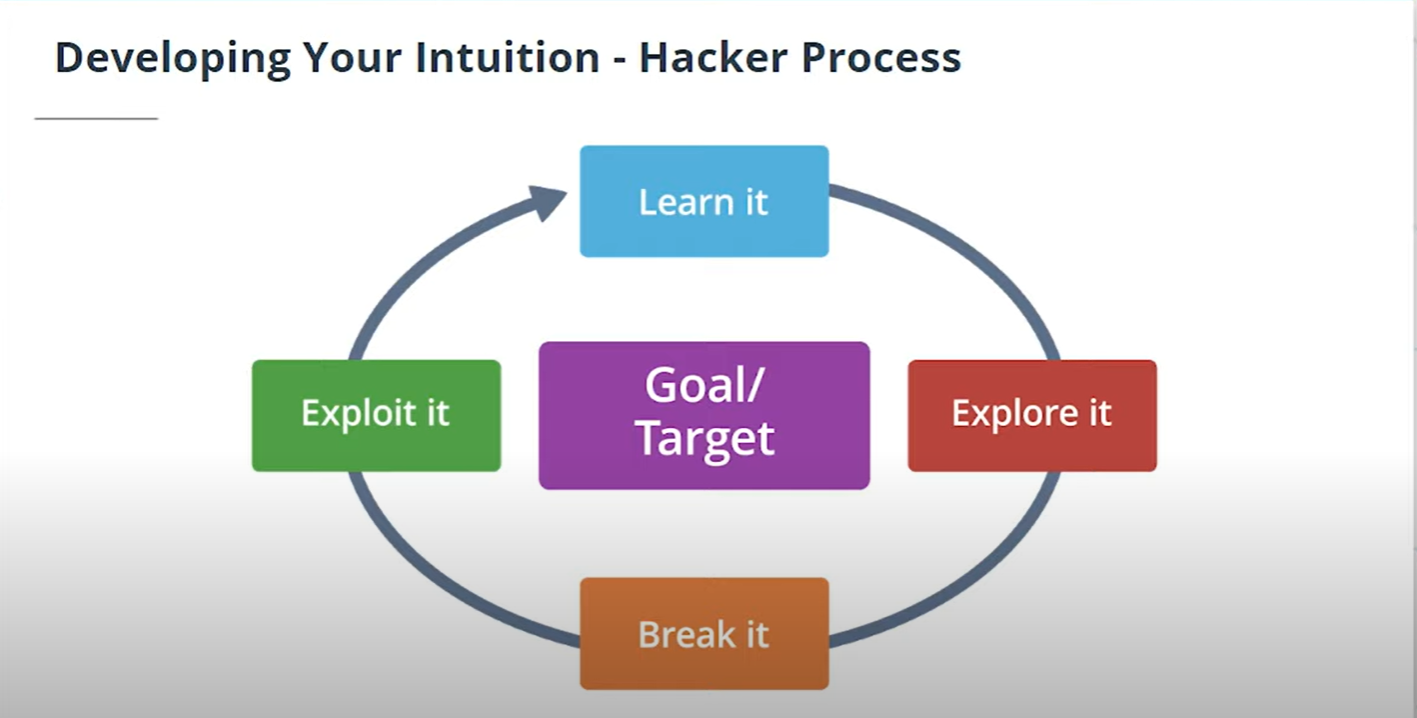 Developing Your Intuition - Hacker Process
Learn it
Exploit it
Goal/
Target
Explore it
Break it